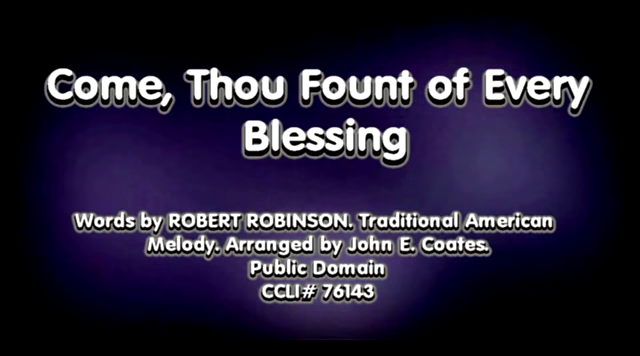 Come, Thou Fount of Every
Blessing
Words by ROBERT ROBINSON. Traditional American
Melody. Arranged by John E. Coates.
Public Domain
CCLI# 76143